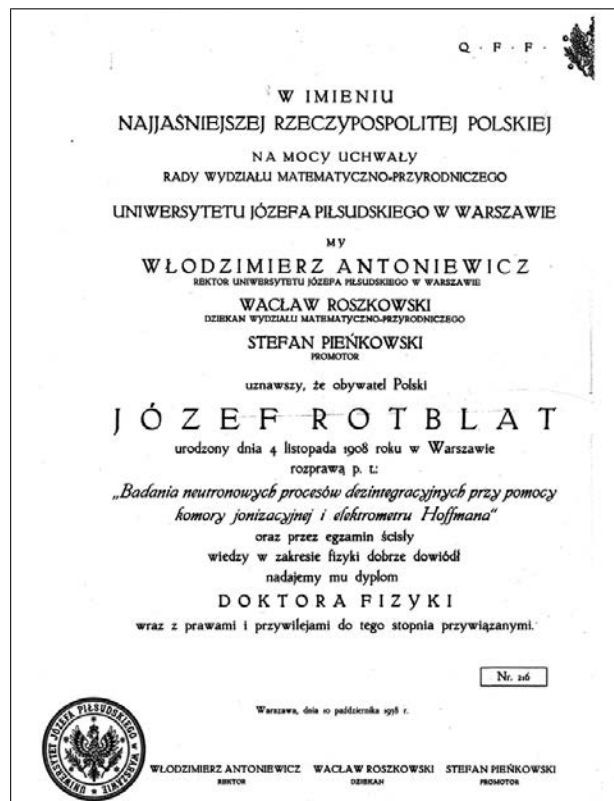 Q · F · F ·
W IMIENIU
NAJJAŚNIEJSZEJ RZECZYPOSPOLITEJ POLSKIEJ
NA MOCY UCHWAŁY
RADY WYDZIAŁU MATEMATYCZNO-PRZYRODNICZEGO
UNIWERSYTETU JÓZEFA PIŁSUDSKIEGO W WARSZAWIE
MY
WŁODZIMIERZ ANTONIEWICZ
REKTOR UNIWERSYTETU JÓZEFA PIŁSUDSKIEGO W WARSZAWIE
WACŁAW ROSZKOWSKI
DZIEKAN WYDZIAŁU MATEMATYCZNO-PRZYRODNICZEGO
STEFAN PIEŃKOWSKI
PROMOTOR
uznawszy, że obywatel Polski
JÓZEF ROTBLAT
urodzony dnia 4 listopada 1908 roku w Warszawie
rozprawą p. t.:
„Badania neutronowych procesów dezintegracyjnych przy pomocy
komory jonizacyjnej i elektrometru Hoffmana“
oraz przez egzamin ścisły
wiedzy w zakresie fizyki dobrze dowiódł
nadajemy mu dyplom
DOKTORA FIZYKI
wraz z prawami i przywilejami do tego stopnia przywiązanymi.
Nr. 216
Warszawa, dnia 10 października 1938 r.
UNIWERSYTET JÓZEFA PIŁSUDSKIEGO W WARSZAWIE
WŁODZIMIERZ ANTONIEWICZ WACŁAW ROSZKOWSKI STEFAN PIEŃKOWSKI
REKTOR DZIEKAN PROMOTOR